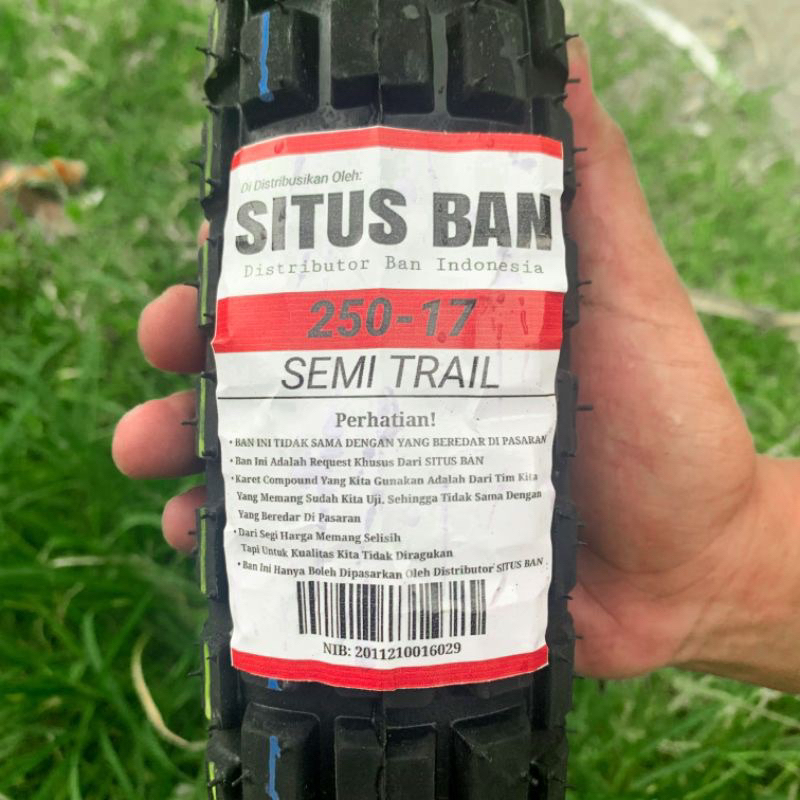 Di Distribusikan Oleh:
SITUS BAN
Distributor Ban Indonesia
250-17
SEMI TRAIL
Perhatian!
• BAN INI TIDAK SAMA DENGAN YANG BEREDAR DI PASARAN
• Ban Ini Adalah Request Khusus Dari SITUS BAN
• Karet Compound Yang Kita Gunakan Adalah Dari Tim Kita
Yang Memang Sudah Kita Uji, Sehingga Tidak Sama Dengan
Yang Beredar Di Pasaran
• Dari Segi Harga Memang Selisih
Tapi Untuk Kualitas Kita Tidak Diragukan
• Ban Ini Hanya Boleh Dipasarkan Oleh Distributor SITUS BAN
NIB: 2011210016029